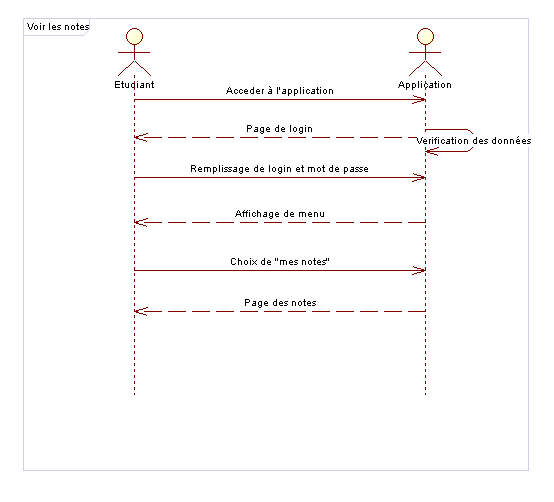 Voir les notes
Etudiant
Application
Acceder à l'application
Page de login
Verification des données
Remplissage de login et mot de passe
Affichage de menu
Choix de "mes notes"
Page des notes